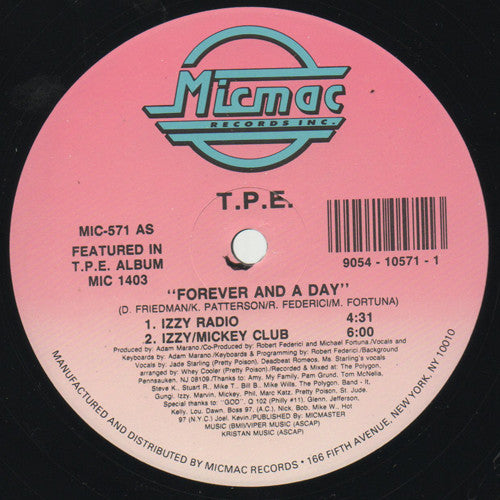 Micmac
RECORDS INC.
T.P.E.
MIC-571 AS
FEATURED IN
T.P.E. ALBUM
MIC 1403
9054 - 10571 - 1
"FOREVER AND A DAY"
(D. FRIEDMAN/K. PATTERSON/R. FEDERICI/M. FORTUNA)
1. IZZY RADIO 4:31
2. IZZY/MICKEY CLUB 6:00
Produced by: Adam Marano/Co-Produced by: Robert Federici and Michael Fortuna/Vocals and
Keyboards by: Adam Marano/Keyboards & Programming by: Robert Federici/Background
Vocals by: Jade Starling (Pretty Poison), Deadbeat Romeos. Ms. Starling's vocals
arranged by: Whey Cooler (Pretty Poison)/Recorded & Mixed at: The Polygon,
Pennsauken, NJ 08109./Thanks to: Amy, My Family, Pam Grund, Tom McNella,
Steve K., Stuart R., Mike T., Bill B., Mike Wills, The Polygon. Band - It,
Gungi, Izzy, Marvin, Mickey, Phil, Marc Katz, Pretty Poison, St. Jude.
Special thanks to: "GOD". Q 102 (Philly #1), Glenn, Jefferson,
Kelly, Lou, Dawn, Boss 97, (A.C.), Nick, Bob, Mike W., Hot
97 (N.Y C.) Joel, Kevin./PUBLISHED By: MICMASTER
MUSIC (BMI)/VIPER MUSIC (ASCAP)
KRISTAN MUSIC (ASCAP)
MANUFACTURED AND DISTRIBUTED BY MICMAC RECORDS • 166 FIFTH AVENUE, NEW YORK, NY 10010